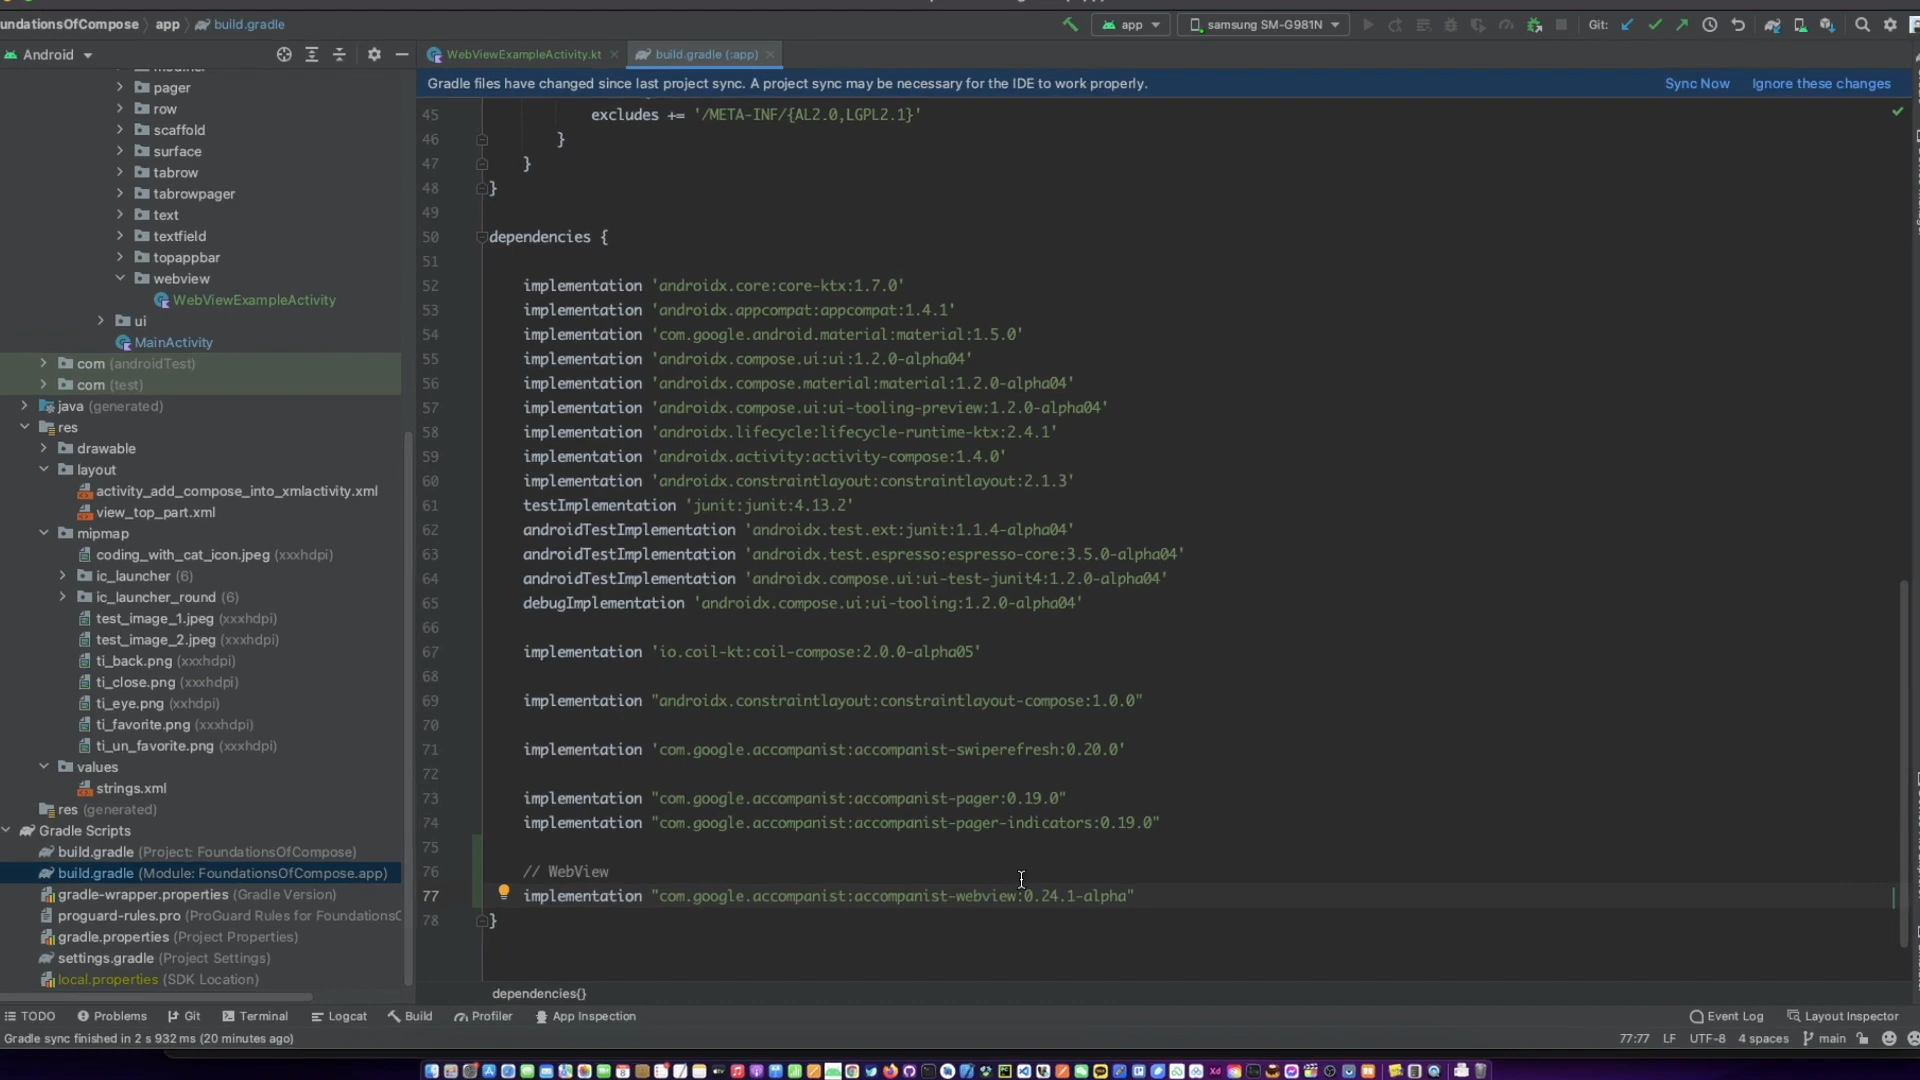 undationsOfCompose app build.gradle
app samsung SM-G981N Git:
Android
WebViewExampleActivity.kt build.gradle (:app)
Gradle files have changed since last project sync. A project sync may be necessary for the IDE to work properly. Sync Now Ignore these changes
pager
row
scaffold
surface
tabrow
tabrowpager
text
textfield
topappbar
webview
WebViewExampleActivity
ui
MainActivity
com (androidTest)
com (test)
java (generated)
res
drawable
layout
activity_add_compose_into_xmlactivity.xml
view_top_part.xml
mipmap
coding_with_cat_icon.jpeg (xxxhdpi)
ic_launcher (6)
ic_launcher_round (6)
test_image_1.jpeg (xxxhdpi)
test_image_2.jpeg (xxxhdpi)
ti_back.png (xxxhdpi)
ti_close.png (xxxhdpi)
ti_eye.png (xxxhdpi)
ti_favorite.png (xxxhdpi)
ti_un_favorite.png (xxxhdpi)
values
strings.xml
res (generated)
Gradle Scripts
build.gradle (Project: FoundationsOfCompose)
build.gradle (Module: FoundationsOfCompose.app)
gradle-wrapper.properties (Gradle Version)
proguard-rules.pro (ProGuard Rules for FoundationsC
gradle.properties (Project Properties)
settings.gradle (Project Settings)
local.properties (SDK Location)
45 excludes += '/META-INF/{AL2.0,LGPL2.1}'
46 }
47 }
48 }
49
50 dependencies {
51
52 implementation 'androidx.core:core-ktx:1.7.0'
53 implementation 'androidx.appcompat:appcompat:1.4.1'
54 implementation 'com.google.android.material:material:1.5.0'
55 implementation 'androidx.compose.ui:ui:1.2.0-alpha04'
56 implementation 'androidx.compose.material:material:1.2.0-alpha04'
57 implementation 'androidx.compose.ui:ui-tooling-preview:1.2.0-alpha04'
58 implementation 'androidx.lifecycle:lifecycle-runtime-ktx:2.4.1'
59 implementation 'androidx.activity:activity-compose:1.4.0'
60 implementation 'androidx.constraintlayout:constraintlayout:2.1.3'
61 testImplementation 'junit:junit:4.13.2'
62 androidTestImplementation 'androidx.test.ext:junit:1.1.4-alpha04'
63 androidTestImplementation 'androidx.test.espresso:espresso-core:3.5.0-alpha04'
64 androidTestImplementation 'androidx.compose.ui:ui-test-junit4:1.2.0-alpha04'
65 debugImplementation 'androidx.compose.ui:ui-tooling:1.2.0-alpha04'
66
67 implementation 'io.coil-kt:coil-compose:2.0.0-alpha05'
68
69 implementation "androidx.constraintlayout:constraintlayout-compose:1.0.0"
70
71 implementation 'com.google.accompanist:accompanist-swiperefresh:0.20.0'
72
73 implementation "com.google.accompanist:accompanist-pager:0.19.0"
74 implementation "com.google.accompanist:accompanist-pager-indicators:0.19.0"
75
76 // WebView
77 implementation "com.google.accompanist:accompanist-webview:0.24.1-alpha"
78 }
dependencies{}
TODO Problems Git Terminal Logcat Build Profiler App Inspection Event Log Layout Inspector
Gradle sync finished in 2 s 932 ms (20 minutes ago) 77:77 LF UTF-8 4 spaces main